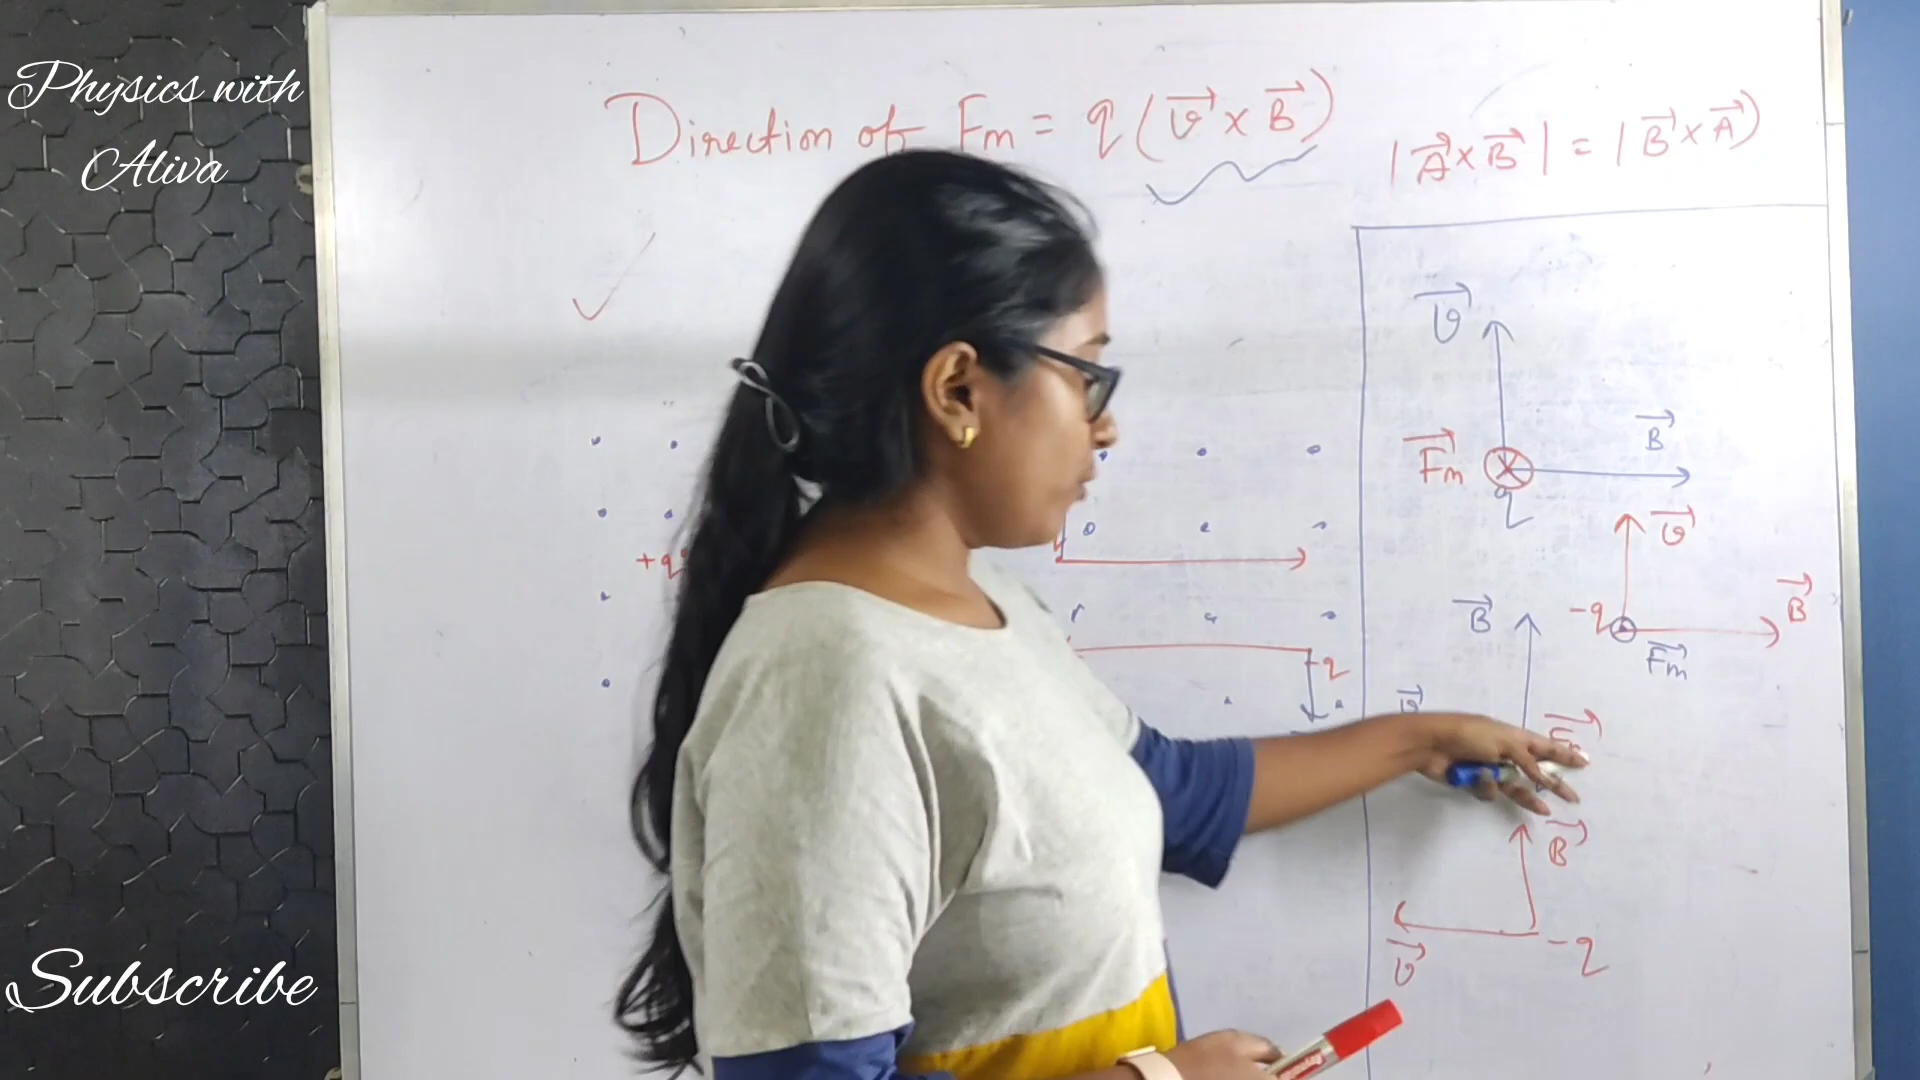 Physics with
Aliva
Direction of Fm = q(v⃗ × B⃗)
|A⃗ × B⃗| = |B⃗ × A⃗)
v⃗
B⃗
F⃗m
q
+q
v⃗
B⃗
-q
B⃗
F⃗m
-q
v⃗
B⃗
v⃗
-q
Subscribe